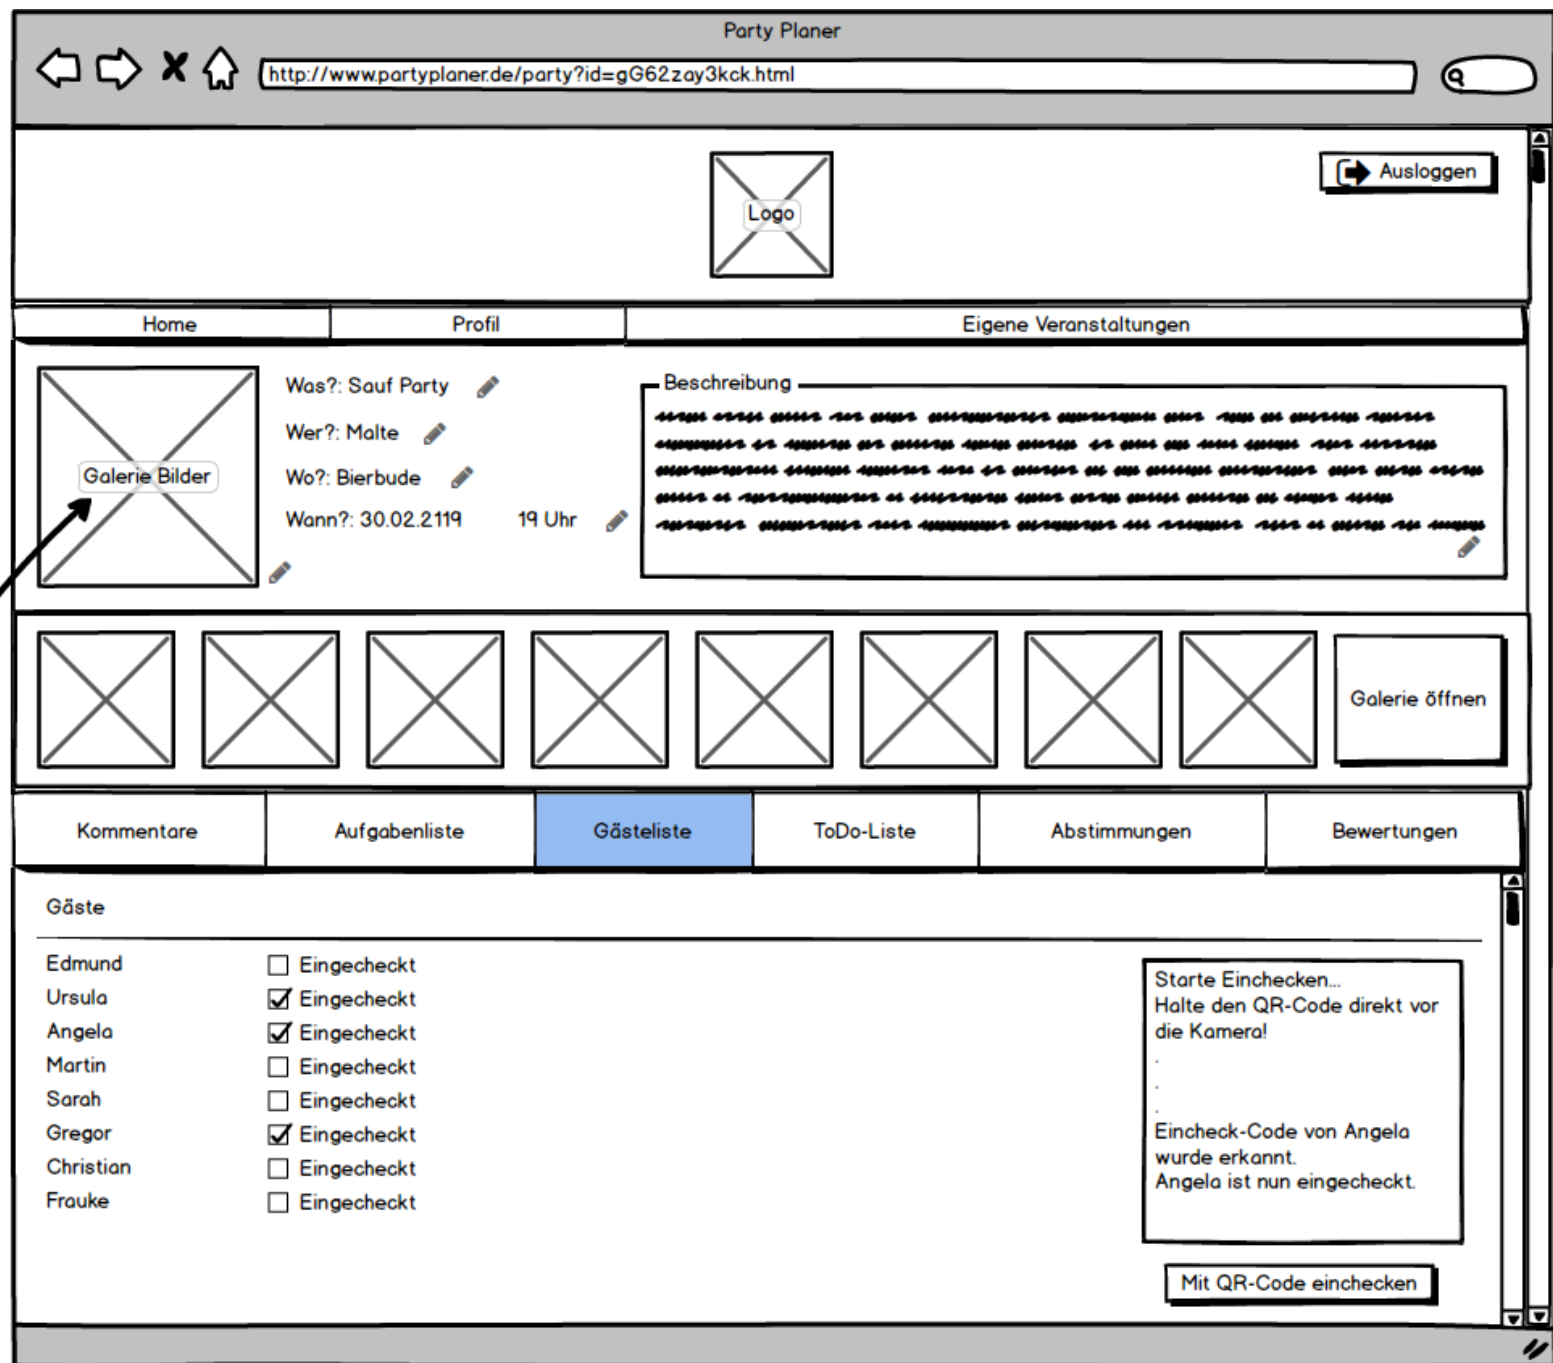 Party Planer
http://www.partyplaner.de/party?id=gG62zay3kck.html
Ausloggen
Logo
Home
Profil
Eigene Veranstaltungen
Galerie Bilder
Was?: Sauf Party
Wer?: Malte
Wo?: Bierbude
Wann?: 30.02.2119 19 Uhr
Beschreibung
Galerie öffnen
Kommentare
Aufgabenliste
Gästeliste
ToDo-Liste
Abstimmungen
Bewertungen
Gäste
Edmund Eingecheckt
Ursula Eingecheckt
Angela Eingecheckt
Martin Eingecheckt
Sarah Eingecheckt
Gregor Eingecheckt
Christian Eingecheckt
Frauke Eingecheckt
Starte Einchecken...
Halte den QR-Code direkt vor
die Kamera!
.
.
.
Eincheck-Code von Angela
wurde erkannt.
Angela ist nun eingecheckt.
Mit QR-Code einchecken